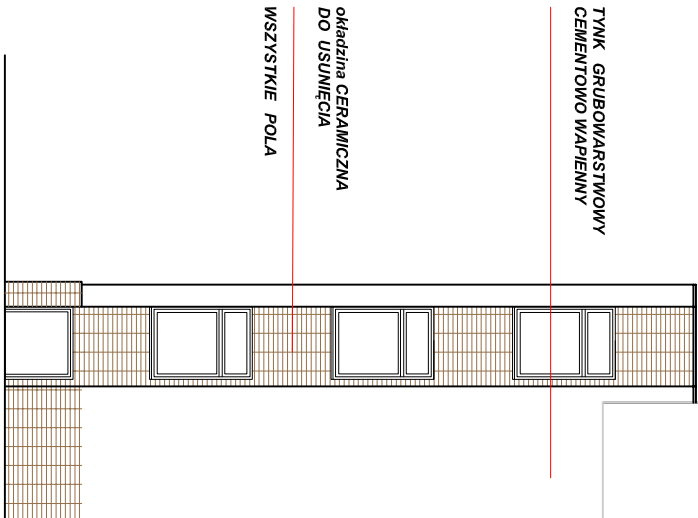 TYNK GRUBOWARSTWOWY
CEMENTOWO WAPIENNY
okładzina CERAMICZNA
DO USUNIĘCIA
WSZYSTKIE POLA